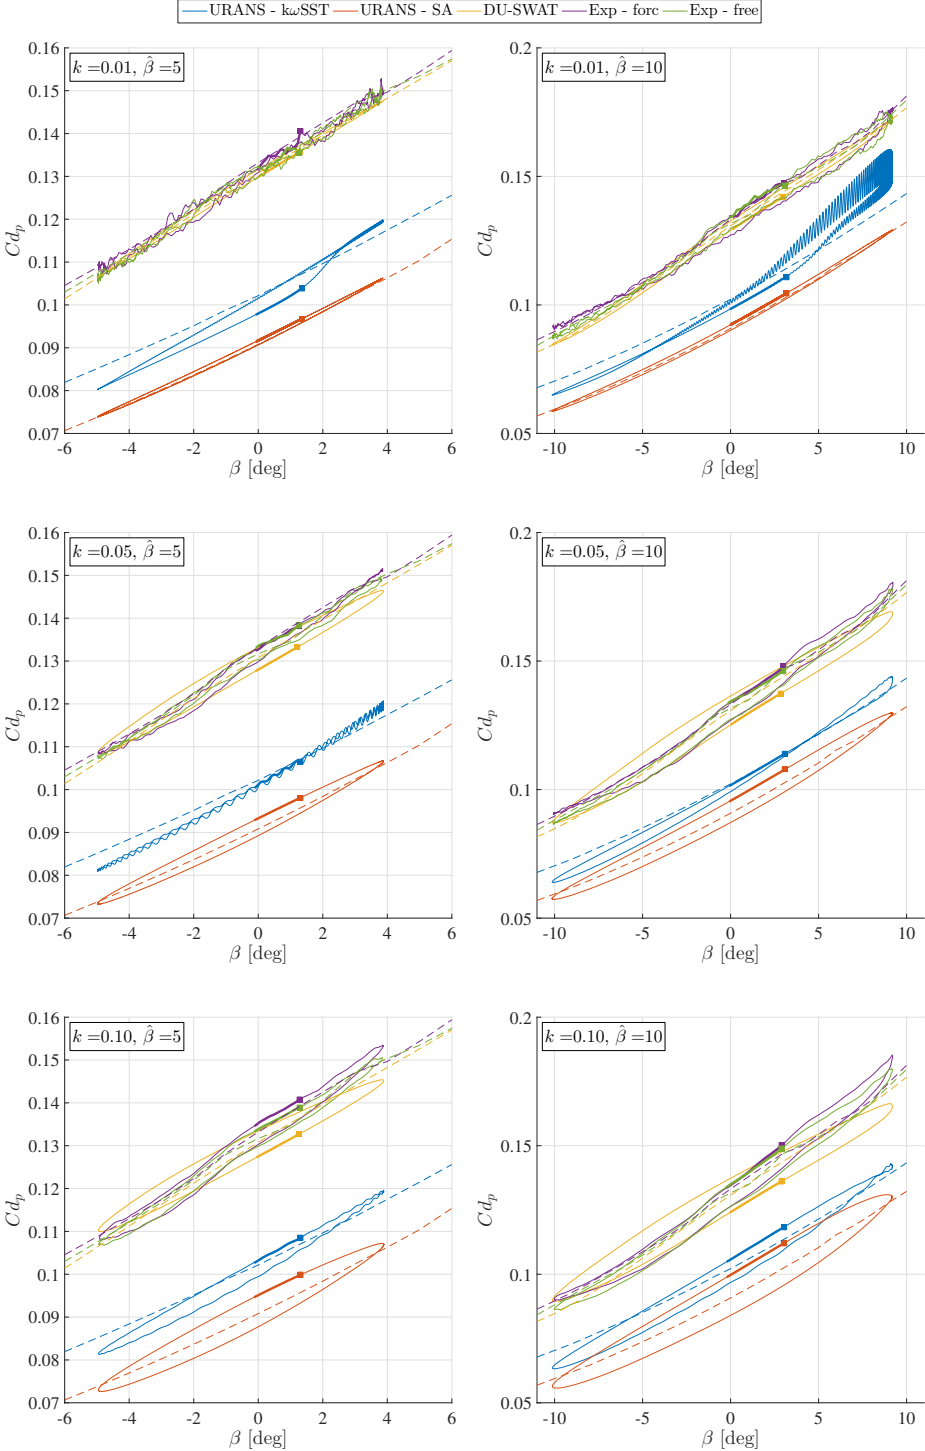 URANS - kωSST URANS - SA DU-SWAT Exp - forc Exp - free
k =0.01, β̂ =5
0.16
0.15
0.14
0.13
0.12
0.11
0.1
0.09
0.08
0.07
-6 -4 -2 0 2 4 6
Cd_p
β [deg]
k =0.01, β̂ =10
0.2
0.15
0.1
0.05
-10 -5 0 5 10
Cd_p
β [deg]
k =0.05, β̂ =5
0.16
0.15
0.14
0.13
0.12
0.11
0.1
0.09
0.08
0.07
-6 -4 -2 0 2 4 6
Cd_p
β [deg]
k =0.05, β̂ =10
0.2
0.15
0.1
0.05
-10 -5 0 5 10
Cd_p
β [deg]
k =0.10, β̂ =5
0.16
0.15
0.14
0.13
0.12
0.11
0.1
0.09
0.08
0.07
-6 -4 -2 0 2 4 6
Cd_p
β [deg]
k =0.10, β̂ =10
0.2
0.15
0.1
0.05
-10 -5 0 5 10
Cd_p
β [deg]